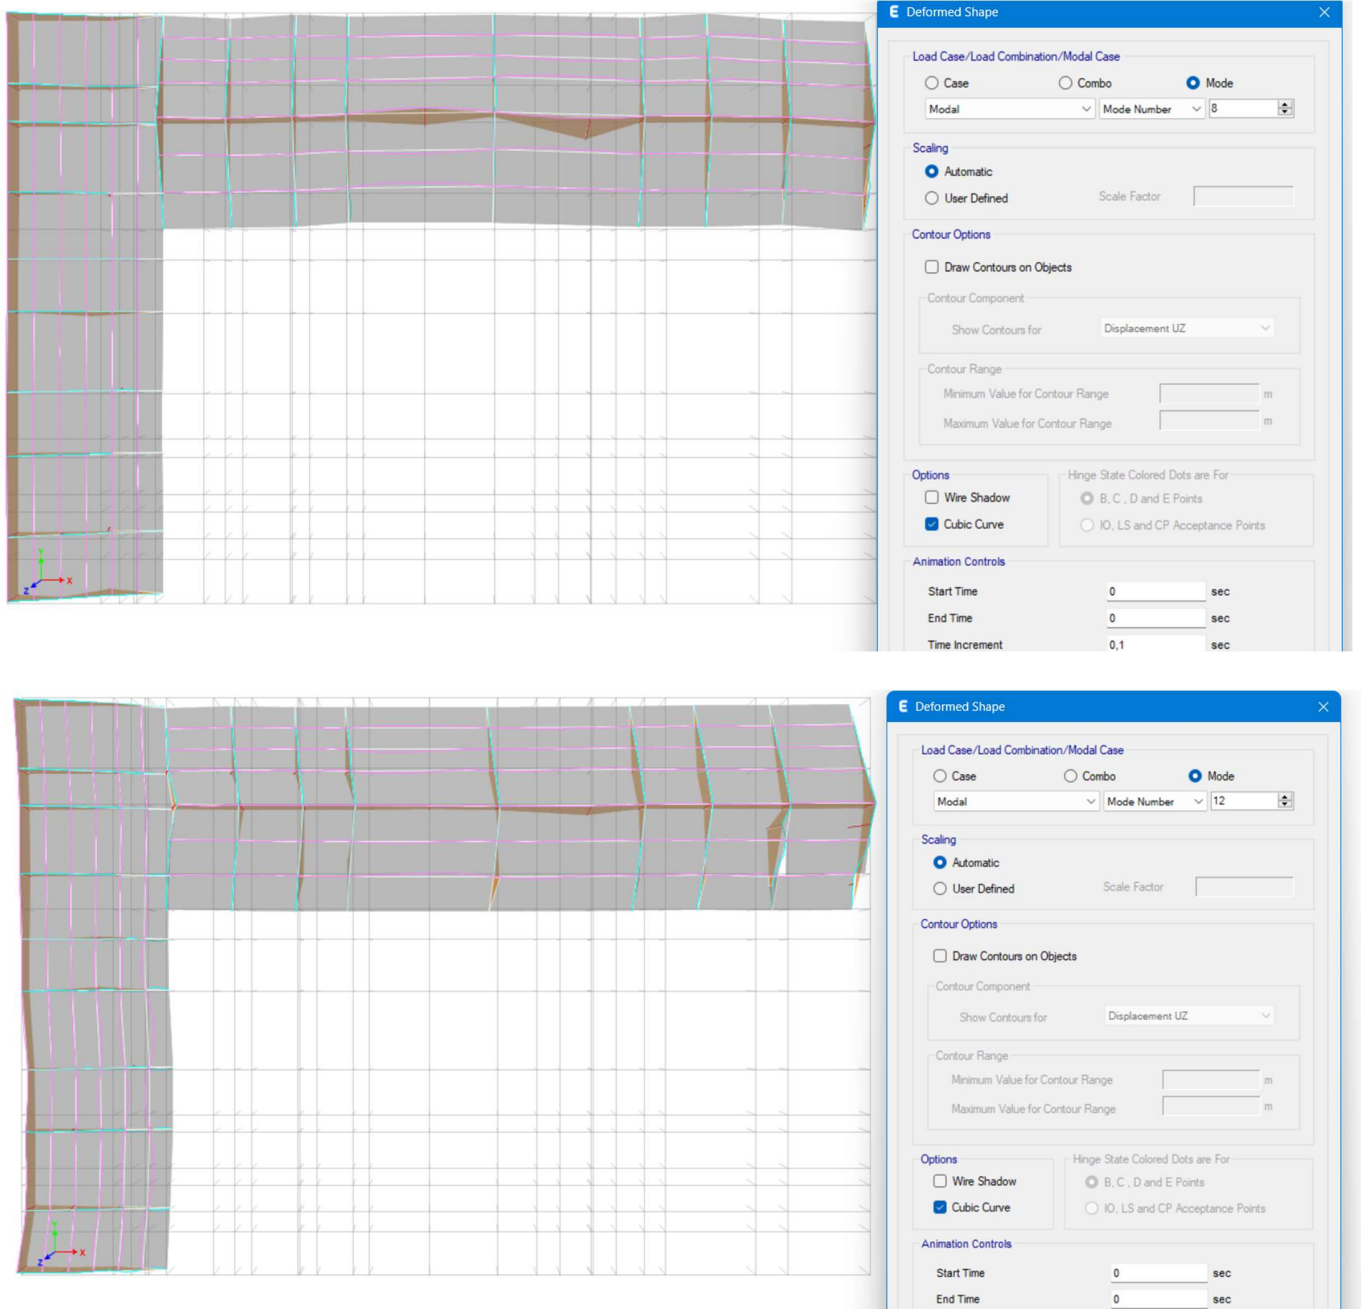 E Deformed Shape
Load Case/Load Combination/Modal Case
Case Combo Mode
Modal Mode Number 8
Scaling
Automatic
User Defined Scale Factor
Contour Options
Draw Contours on Objects
Contour Component
Show Contours for Displacement UZ
Contour Range
Minimum Value for Contour Range m
Maximum Value for Contour Range m
Options Hinge State Colored Dots are For
Wire Shadow B, C , D and E Points
Cubic Curve IO, LS and CP Acceptance Points
Animation Controls
Y
X
Z
Start Time 0 sec
End Time 0 sec
Time Increment 0,1 sec
E Deformed Shape
Load Case/Load Combination/Modal Case
Case Combo Mode
Modal Mode Number 12
Scaling
Automatic
User Defined Scale Factor
Contour Options
Draw Contours on Objects
Contour Component
Show Contours for Displacement UZ
Contour Range
Minimum Value for Contour Range m
Maximum Value for Contour Range m
Options Hinge State Colored Dots are For
Wire Shadow B, C , D and E Points
Cubic Curve IO, LS and CP Acceptance Points
Animation Controls
Y
X
Z
Start Time 0 sec
End Time 0 sec